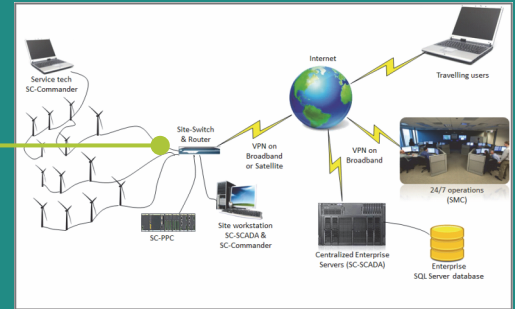 Service tech
SC-Commander
Internet
Travelling users
Site-Switch
& Router
VPN on
Broadband
or Satellite
VPN on
Broadband
24/7 operations
(SMC)
SC-PPC
Site workstation
SC-SCADA &
SC-Commander
Centralized Enterprise
Servers (SC-SCADA)
Enterprise
SQL Server database